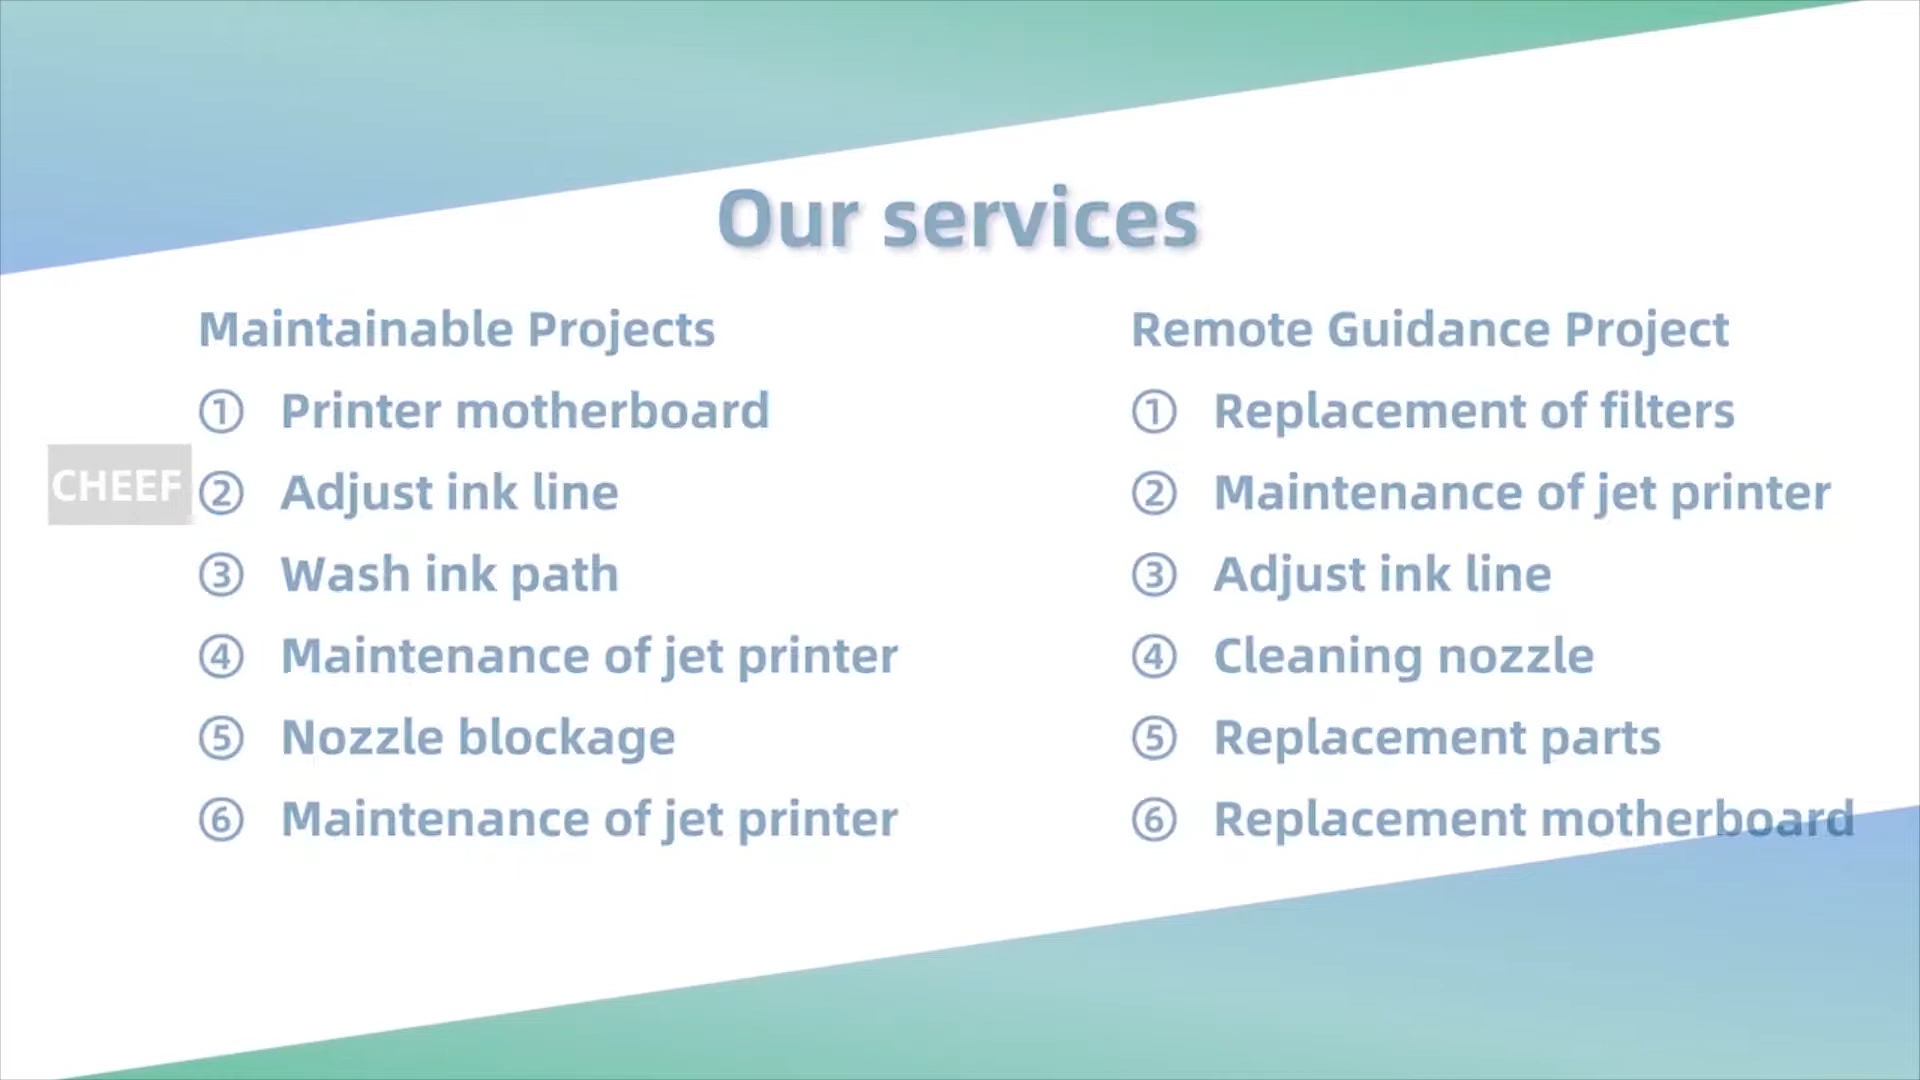 Our services
Maintainable Projects
① Printer motherboard
② Adjust ink line
③ Wash ink path
④ Maintenance of jet printer
⑤ Nozzle blockage
⑥ Maintenance of jet printer
Remote Guidance Project
① Replacement of filters
② Maintenance of jet printer
③ Adjust ink line
④ Cleaning nozzle
⑤ Replacement parts
⑥ Replacement motherboard
CHEEF